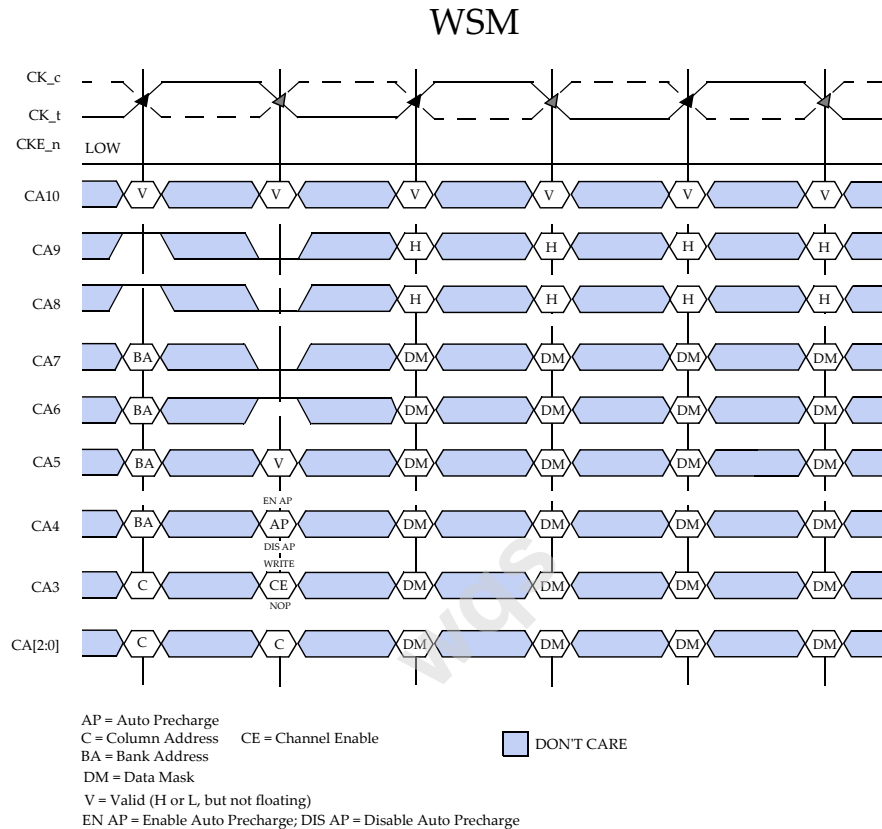 WSM
CK_c
CK_t
CKE_n LOW
CA10 V V V V V V
CA9 H H H H
CA8 H H H H
CA7 BA DM DM DM DM
CA6 BA DM DM DM DM
CA5 BA V DM DM DM DM
EN AP
CA4 BA AP DM DM DM DM
DIS AP
WRITE
CA3 C CE DM DM DM DM
NOP
CA[2:0] C C DM DM DM DM
wqs
AP = Auto Precharge
C = Column Address CE = Channel Enable
BA = Bank Address
DM = Data Mask
V = Valid (H or L, but not floating)
EN AP = Enable Auto Precharge; DIS AP = Disable Auto Precharge
DON'T CARE